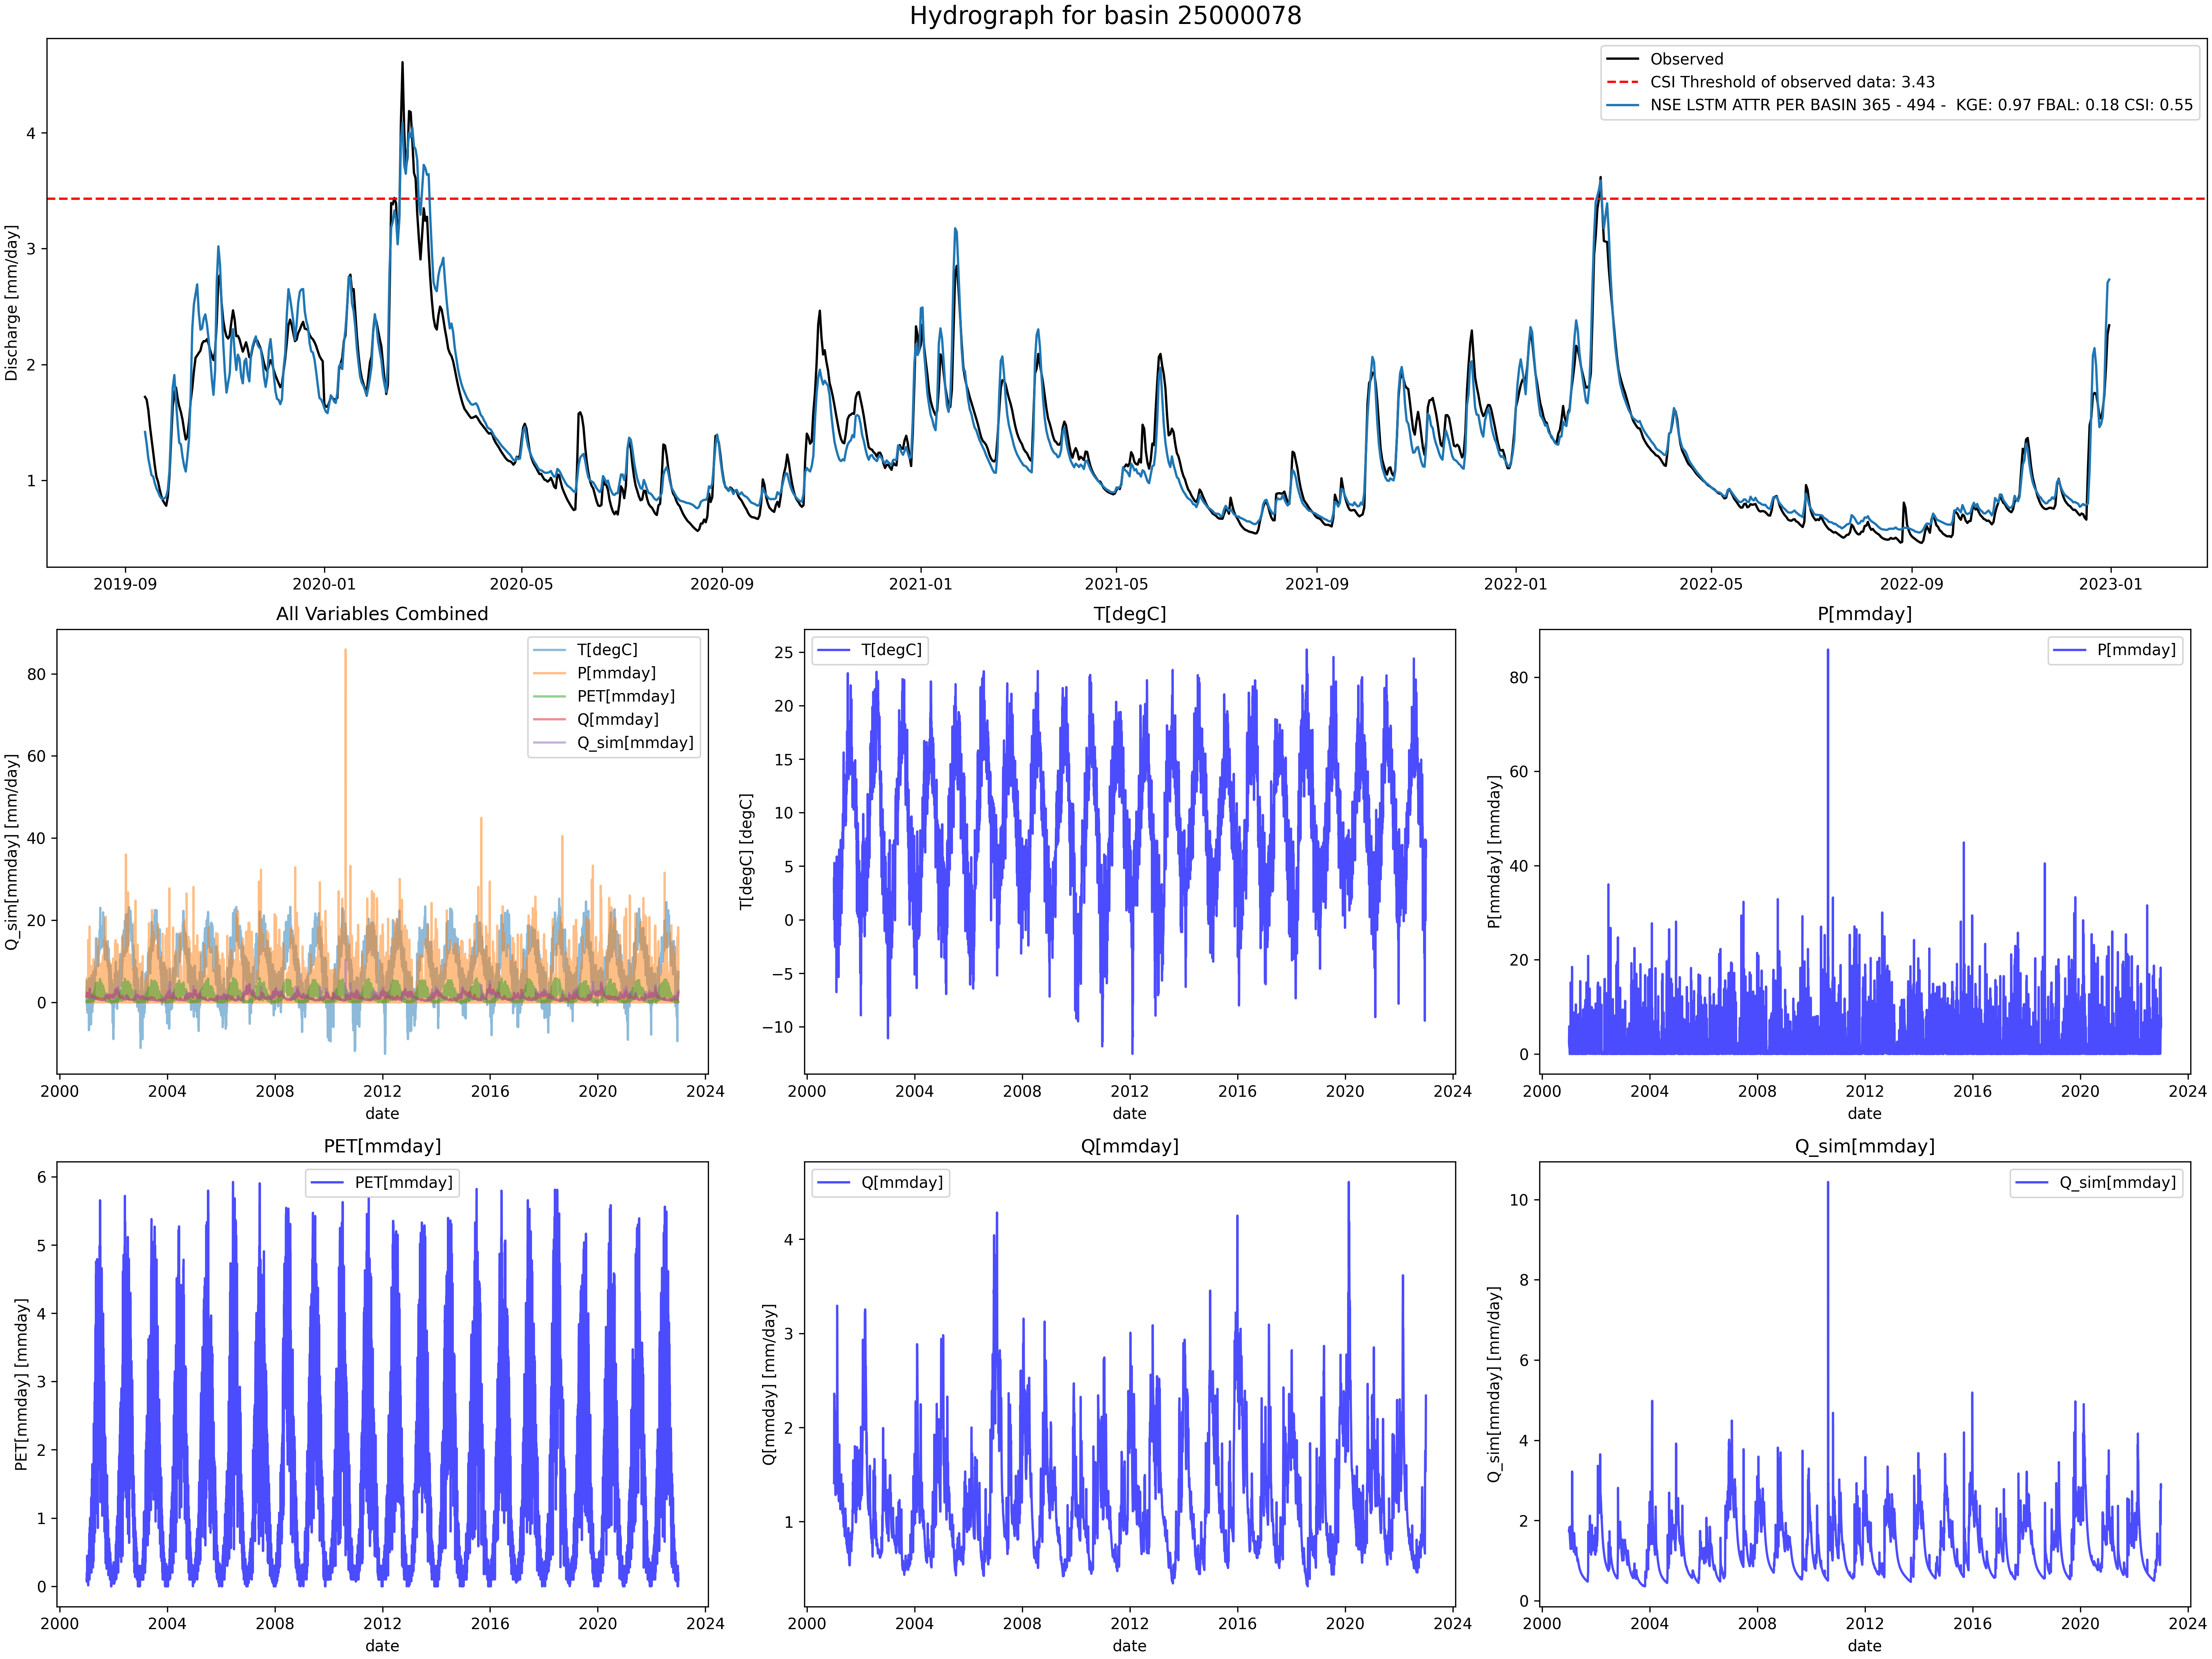 Hydrograph for basin 25000078
Observed
CSI Threshold of observed data: 3.43
NSE LSTM ATTR PER BASIN 365 - 494 -  KGE: 0.97 FBAL: 0.18 CSI: 0.55
Discharge [mm/day]
4
3
2
1
2019-09 2020-01 2020-05 2020-09 2021-01 2021-05 2021-09 2022-01 2022-05 2022-09 2023-01
All Variables Combined
T[degC]
P[mmday]
PET[mmday]
Q[mmday]
Q_sim[mmday]
Q_sim[mmday] [mm/day]
80
60
40
20
0
2000 2004 2008 2012 2016 2020 2024
date
T[degC]
T[degC]
T[degC] [degC]
25
20
15
10
5
0
−5
−10
2000 2004 2008 2012 2016 2020 2024
date
P[mmday]
P[mmday]
P[mmday] [mmday]
80
60
40
20
0
2000 2004 2008 2012 2016 2020 2024
date
PET[mmday]
PET[mmday]
PET[mmday] [mmday]
6
5
4
3
2
1
0
2000 2004 2008 2012 2016 2020 2024
date
Q[mmday]
Q[mmday]
Q[mmday] [mm/day]
4
3
2
1
2000 2004 2008 2012 2016 2020 2024
date
Q_sim[mmday]
Q_sim[mmday]
Q_sim[mmday] [mm/day]
10
8
6
4
2
0
2000 2004 2008 2012 2016 2020 2024
date